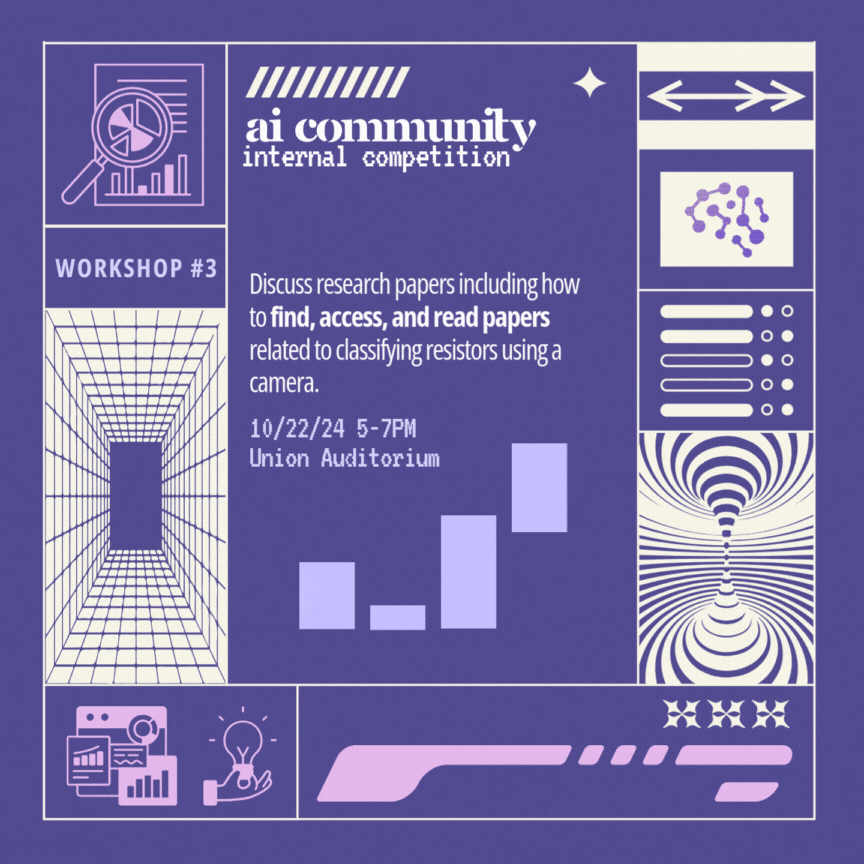 ai community
internal competition
WORKSHOP #3
Discuss research papers including how
to find, access, and read papers
related to classifying resistors using a
camera.
10/22/24 5-7PM
Union Auditorium